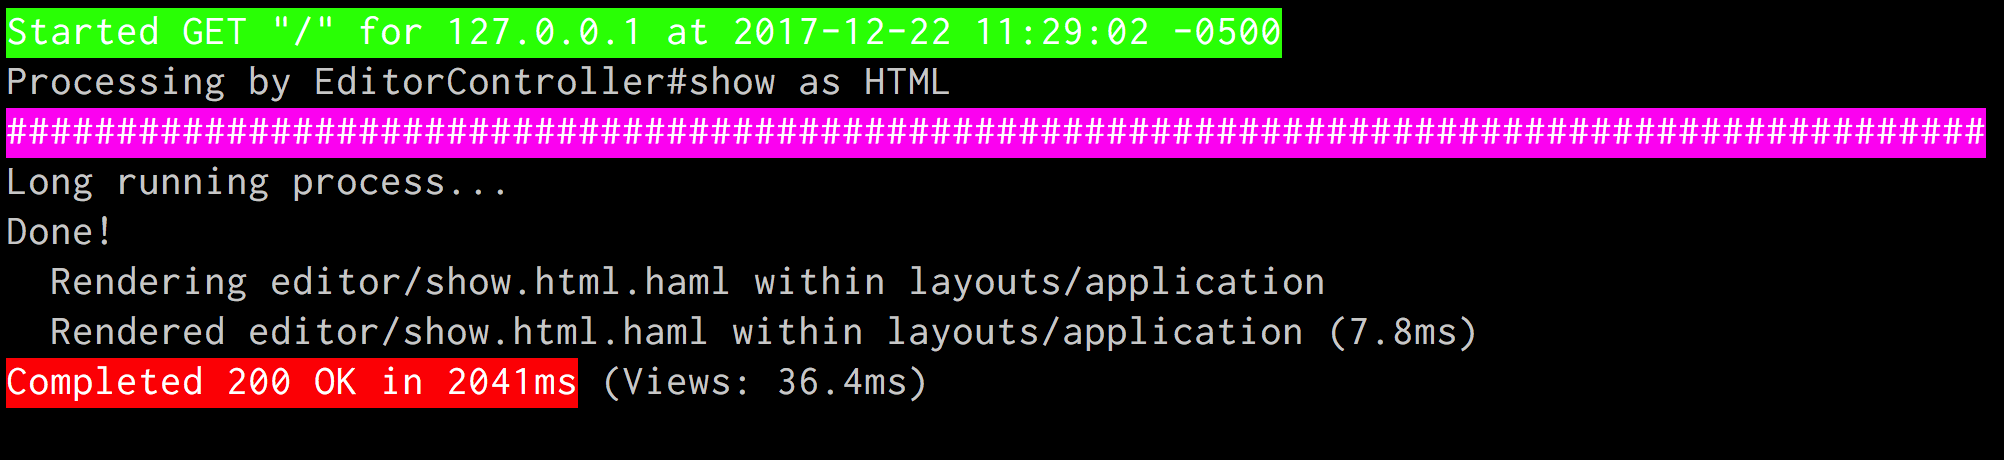 Started GET "/" for 127.0.0.1 at 2017-12-22 11:29:02 -0500
Processing by EditorController#show as HTML
##########################################################################################
Long running process...
Done!
  Rendering editor/show.html.haml within layouts/application
  Rendered editor/show.html.haml within layouts/application (7.8ms)
Completed 200 OK in 2041ms (Views: 36.4ms)